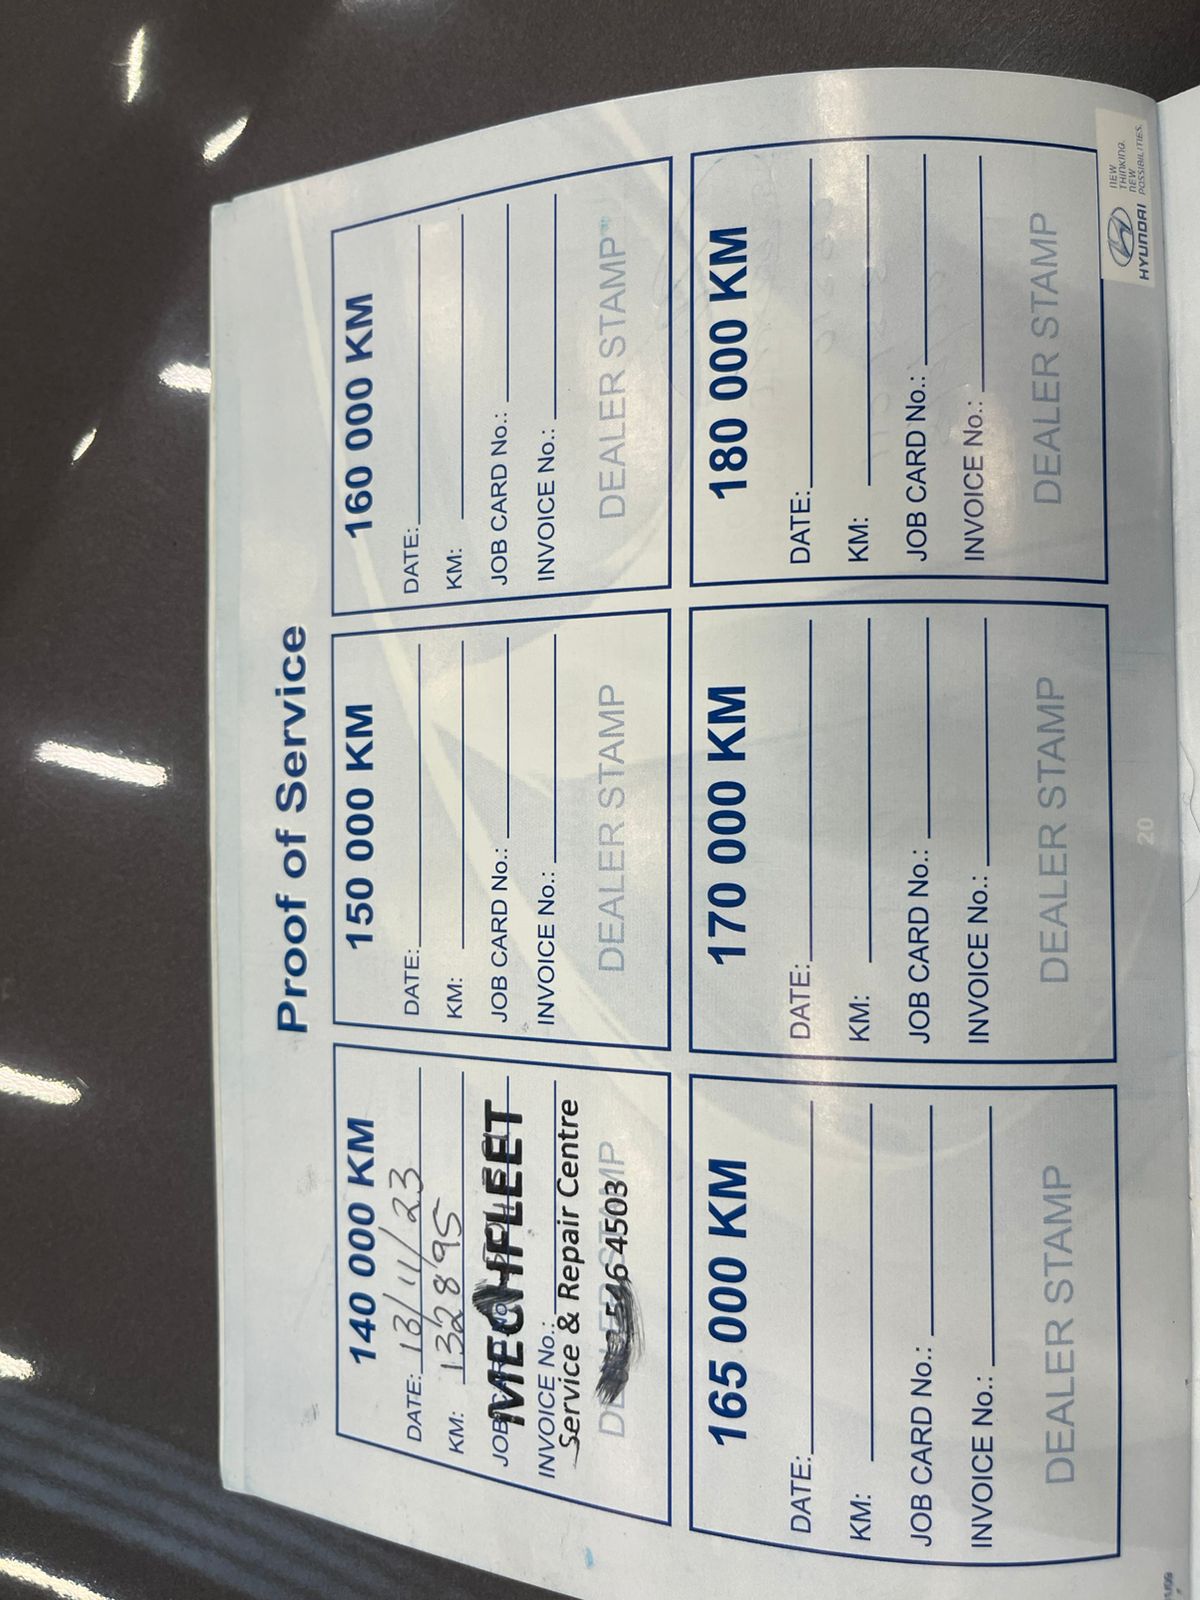 Proof of Service
140 000 KM
DATE: 13/11/23
KM: 132895
MECHFLEET
INVOICE No.:
Service & Repair Centre
DEALER STAMP
546 4503
150 000 KM
DATE:
KM:
JOB CARD No.:
INVOICE No.:
DEALER STAMP
160 000 KM
DATE:
KM:
JOB CARD No.:
INVOICE No.:
DEALER STAMP
165 000 KM
DATE:
KM:
JOB CARD No.:
INVOICE No.:
DEALER STAMP
170 000 KM
DATE:
KM:
JOB CARD No.:
INVOICE No.:
DEALER STAMP
180 000 KM
DATE:
KM:
JOB CARD No.:
INVOICE No.:
DEALER STAMP
20
HYUNDAI
NEW
THINKING.
NEW
POSSIBILITIES.